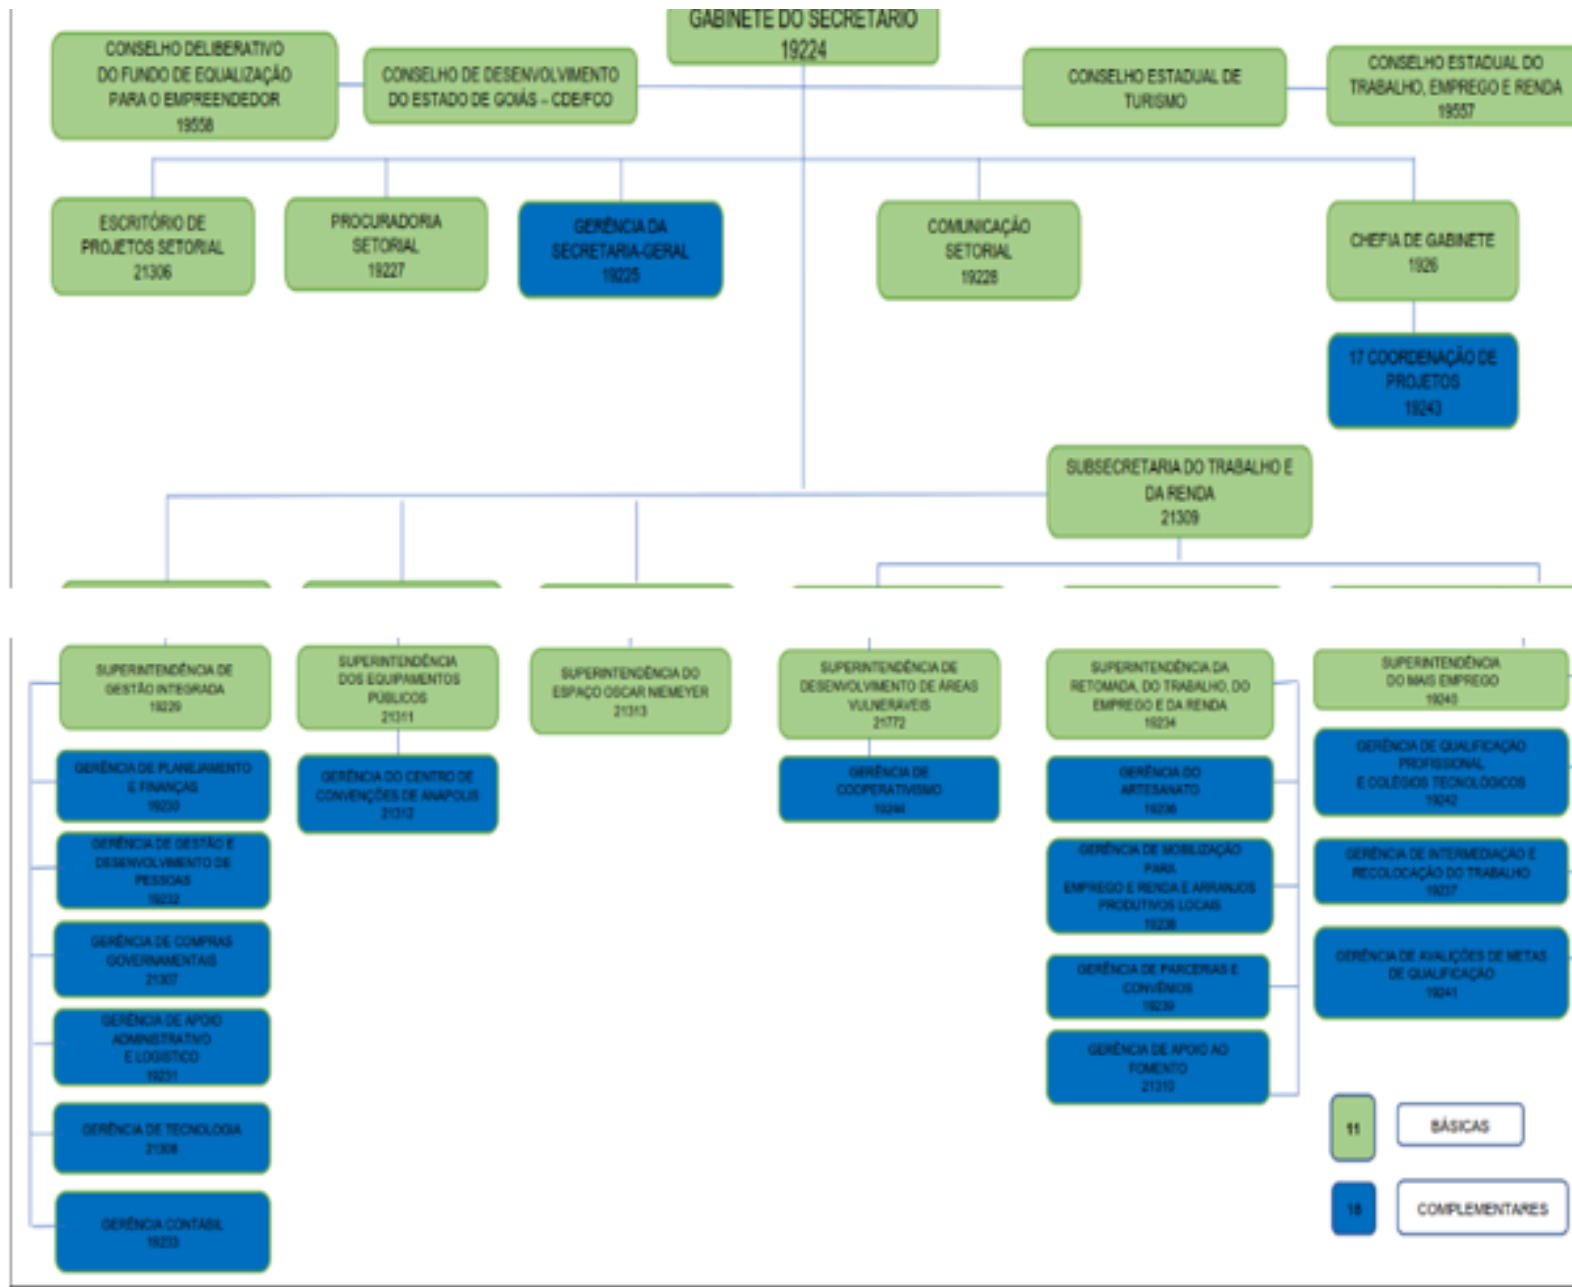 GABINETE DO SECRETÁRIO
19224
CONSELHO DELIBERATIVO
DO FUNDO DE EQUALIZAÇÃO
PARA O EMPREENDEDOR
19558
CONSELHO DE DESENVOLVIMENTO
DO ESTADO DE GOIÁS – CDE/FCO
CONSELHO ESTADUAL DE
TURISMO
CONSELHO ESTADUAL DO
TRABALHO, EMPREGO E RENDA
19557
ESCRITÓRIO DE
PROJETOS SETORIAL
21306
PROCURADORIA
SETORIAL
19227
GERÊNCIA DA
SECRETARIA-GERAL
19225
COMUNICAÇÃO
SETORIAL
19228
CHEFIA DE GABINETE
1926
17 COORDENAÇÃO DE
PROJETOS
19243
SUBSECRETARIA DO TRABALHO E
DA RENDA
21309
SUPERINTENDÊNCIA DE
GESTÃO INTEGRADA
19229
GERÊNCIA DE PLANEJAMENTO
E FINANÇAS
19230
GERÊNCIA DE GESTÃO E
DESENVOLVIMENTO DE
PESSOAS
19232
GERÊNCIA DE COMPRAS
GOVERNAMENTAIS
21307
GERÊNCIA DE APOIO
ADMINISTRATIVO
E LOGÍSTICO
19231
GERÊNCIA DE TECNOLOGIA
21308
GERÊNCIA CONTÁBIL
19233
SUPERINTENDÊNCIA
DOS EQUIPAMENTOS
PÚBLICOS
21311
GERÊNCIA DO CENTRO DE
CONVENÇÕES DE ANÁPOLIS
21312
SUPERINTENDÊNCIA DO
ESPAÇO OSCAR NIEMEYER
21313
SUPERINTENDÊNCIA DE
DESENVOLVIMENTO DE ÁREAS
VULNERÁVEIS
21772
GERÊNCIA DE
COOPERATIVISMO
19244
SUPERINTENDÊNCIA DA
RETOMADA, DO TRABALHO, DO
EMPREGO E DA RENDA
19234
GERÊNCIA DO
ARTESANATO
19236
GERÊNCIA DE MOBILIZAÇÃO
PARA
EMPREGO E RENDA E ARRANJOS
PRODUTIVOS LOCAIS
19238
GERÊNCIA DE PARCERIAS E
CONVÊNIOS
19239
GERÊNCIA DE APOIO AO
FOMENTO
21310
SUPERINTENDÊNCIA
DO MAIS EMPREGO
19240
GERÊNCIA DE QUALIFICAÇÃO
PROFISSIONAL
E COLÉGIOS TECNOLÓGICOS
19242
GERÊNCIA DE INTERMEDIAÇÃO E
RECOLOCAÇÃO DO TRABALHO
19237
GERÊNCIA DE AVALIÇÕES DE METAS
DE QUALIFICAÇÃO
19241
11
BÁSICAS
18
COMPLEMENTARES